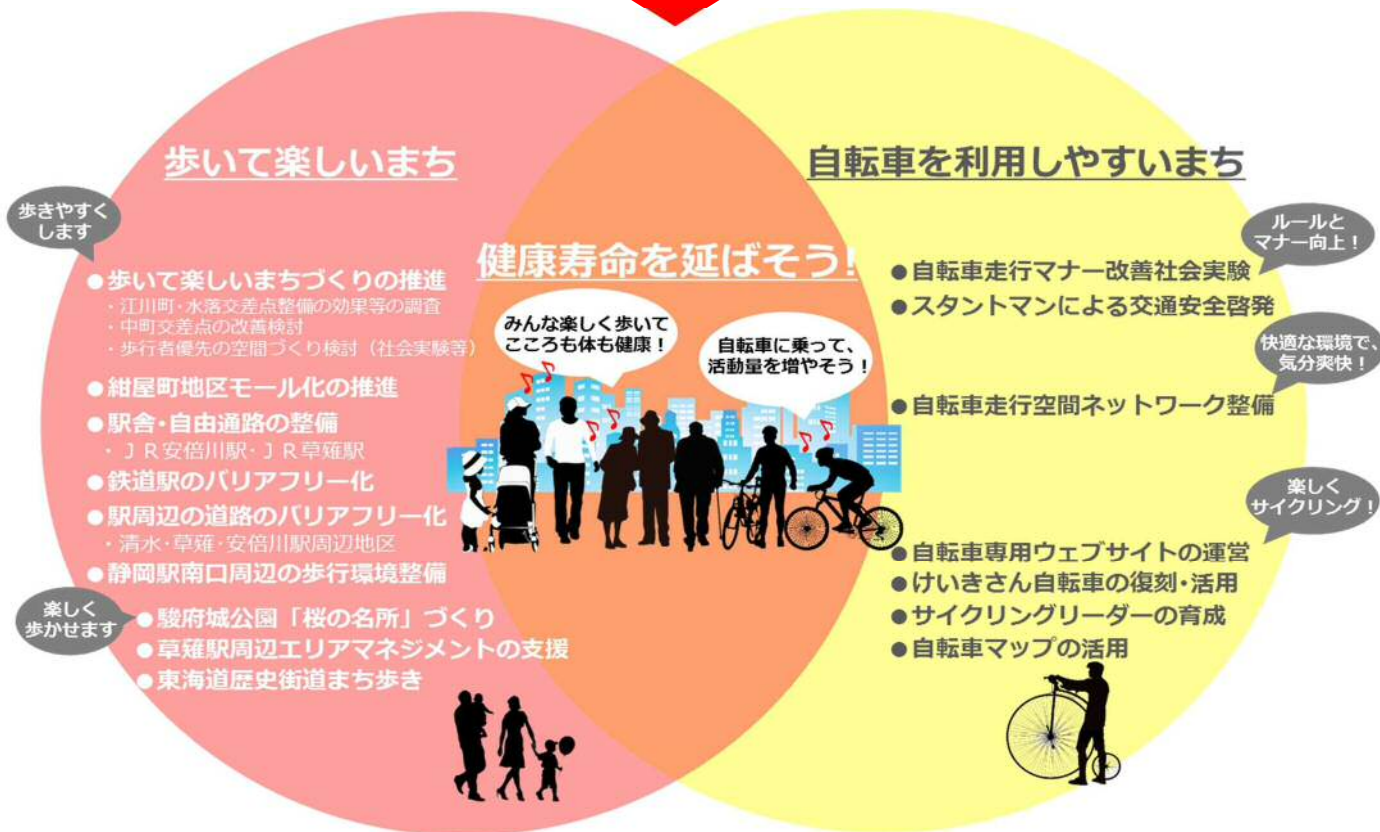 歩いて楽しいまち
歩きやすく
します
●歩いて楽しいまちづくりの推進
・江川町・水落交差点整備の効果等の調査
・中町交差点の改善検討
・歩行者優先の空間づくり検討（社会実験等）
●紺屋町地区モール化の推進
●駅舎・自由通路の整備
・ＪＲ安倍川駅・ＪＲ草薙駅
●鉄道駅のバリアフリー化
●駅周辺の道路のバリアフリー化
・清水・草薙・安倍川駅周辺地区
●静岡駅南口周辺の歩行環境整備
楽しく
歩かせます
●駿府城公園「桜の名所」づくり
●草薙駅周辺エリアマネジメントの支援
●東海道歴史街道まち歩き
健康寿命を延ばそう!
みんな楽しく歩いて
こころも体も健康！
自転車に乗って、
活動量を増やそう！
自転車を利用しやすいまち
ルールと
マナー向上！
●自転車走行マナー改善社会実験
●スタントマンによる交通安全啓発
快適な環境で、
気分爽快！
●自転車走行空間ネットワーク整備
楽しく
サイクリング！
●自転車専用ウェブサイトの運営
●けいきさん自転車の復刻・活用
●サイクリングリーダーの育成
●自転車マップの活用